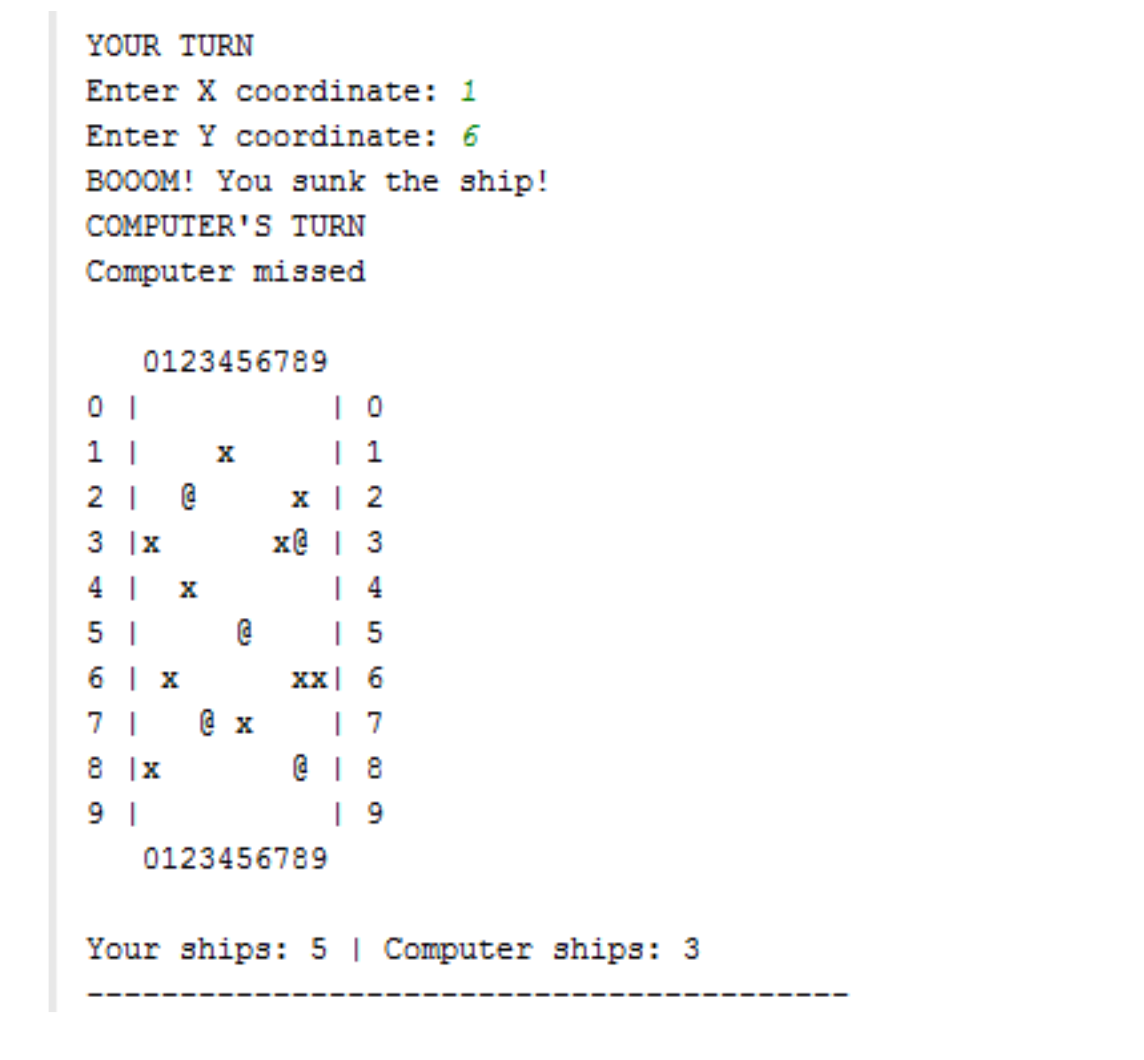 YOUR TURN
Enter X coordinate: 1
Enter Y coordinate: 6
BOOOM! You sunk the ship!
COMPUTER'S TURN
Computer missed
   0123456789
0 |          | 0
1 |    x     | 1
2 |  @     x | 2
3 |x      x@ | 3
4 |  x       | 4
5 |     @    | 5
6 | x      xx| 6
7 |   @ x    | 7
8 |x       @ | 8
9 |          | 9
   0123456789
Your ships: 5 | Computer ships: 3
-----------------------------------------